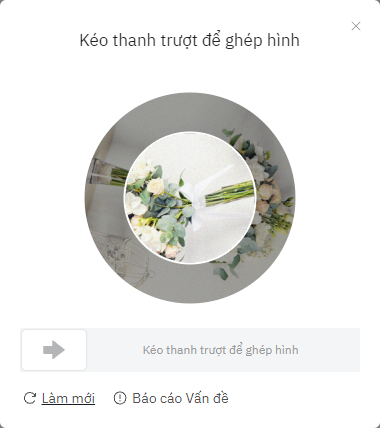 Kéo thanh trượt để ghép hình
Kéo thanh trượt để ghép hình
Làm mới
Báo cáo Vấn đề